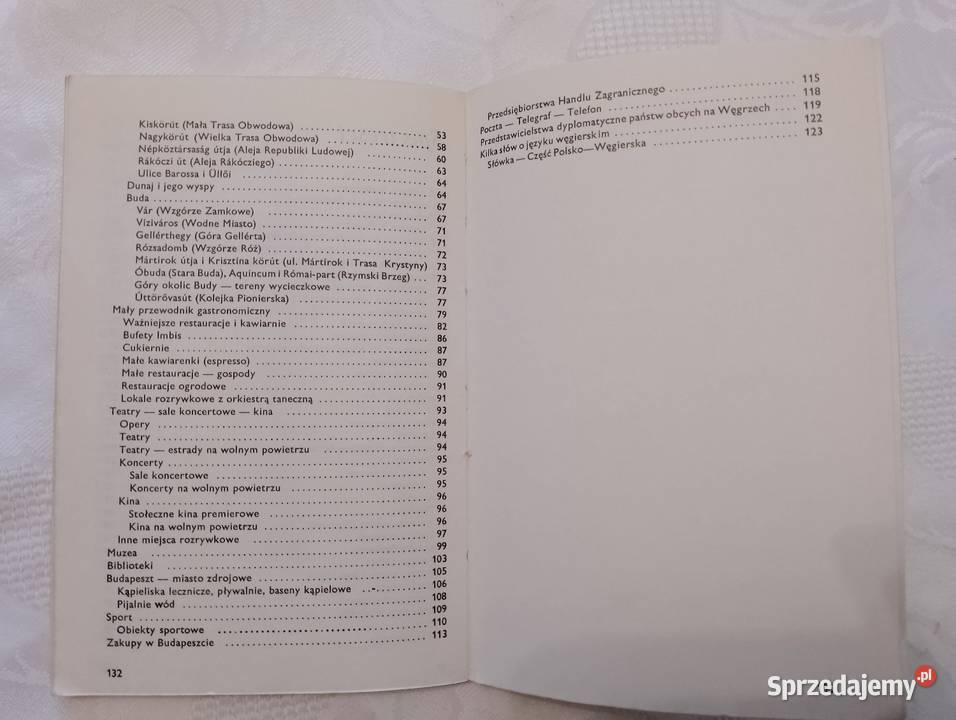 Kiskörút (Mała Trasa Obwodowa) 53
Nagykörút (Wielka Trasa Obwodowa) 58
Népköztársaság útja (Aleja Republiki Ludowej) 60
Rákóczi út (Aleja Rákócziego) 63
Ulice Barossa i Üllői 64
Dunaj i jego wyspy 64
Buda 67
Vár (Wzgórze Zamkowe) 67
Víziváros (Wodne Miasto) 71
Gellérthegy (Góra Gellérta) 71
Rózsadomb (Wzgórze Róż) 72
Mártirok útja i Krisztina körút (ul. Mártirok i Trasa Krystyny) 73
Óbuda (Stara Buda), Aquincum i Római-part (Rzymski Brzeg) ... 73
Góry okolic Budy — tereny wycieczkowe 77
Úttörővasút (Kolejka Pionierska) 77
Mały przewodnik gastronomiczny 79
Ważniejsze restauracje i kawiarnie 82
Bufety Imbis 86
Cukiernie 87
Małe kawiarenki (espresso) 87
Małe restauracje — gospody 90
Restauracje ogrodowe 91
Lokale rozrywkowe z orkiestrą taneczną 91
Teatry — sale koncertowe — kina 93
Opery 94
Teatry 94
Teatry — estrady na wolnym powietrzu 94
Koncerty 95
Sale koncertowe 95
Koncerty na wolnym powietrzu 95
Kina 96
Stołeczne kina premierowe 96
Kina na wolnym powietrzu 96
Inne miejsca rozrywkowe 97
Muzea 99
Biblioteki 103
Budapeszt — miasto zdrojowe 105
Kąpieliska lecznicze, pływalnie, baseny kąpielowe 106
Pijalnie wód 108
Sport 109
Obiekty sportowe 110
Zakupy w Budapeszcie 113
132
Przedsiębiorstwa Handlu Zagranicznego 115
Poczta — Telegraf — Telefon 118
Przedstawicielstwa dyplomatyczne państw obcych na Węgrzech 119
Kilka słów o języku węgierskim 122
Słówka — Część Polsko—Węgierska 123
Sprzedajemy.pl